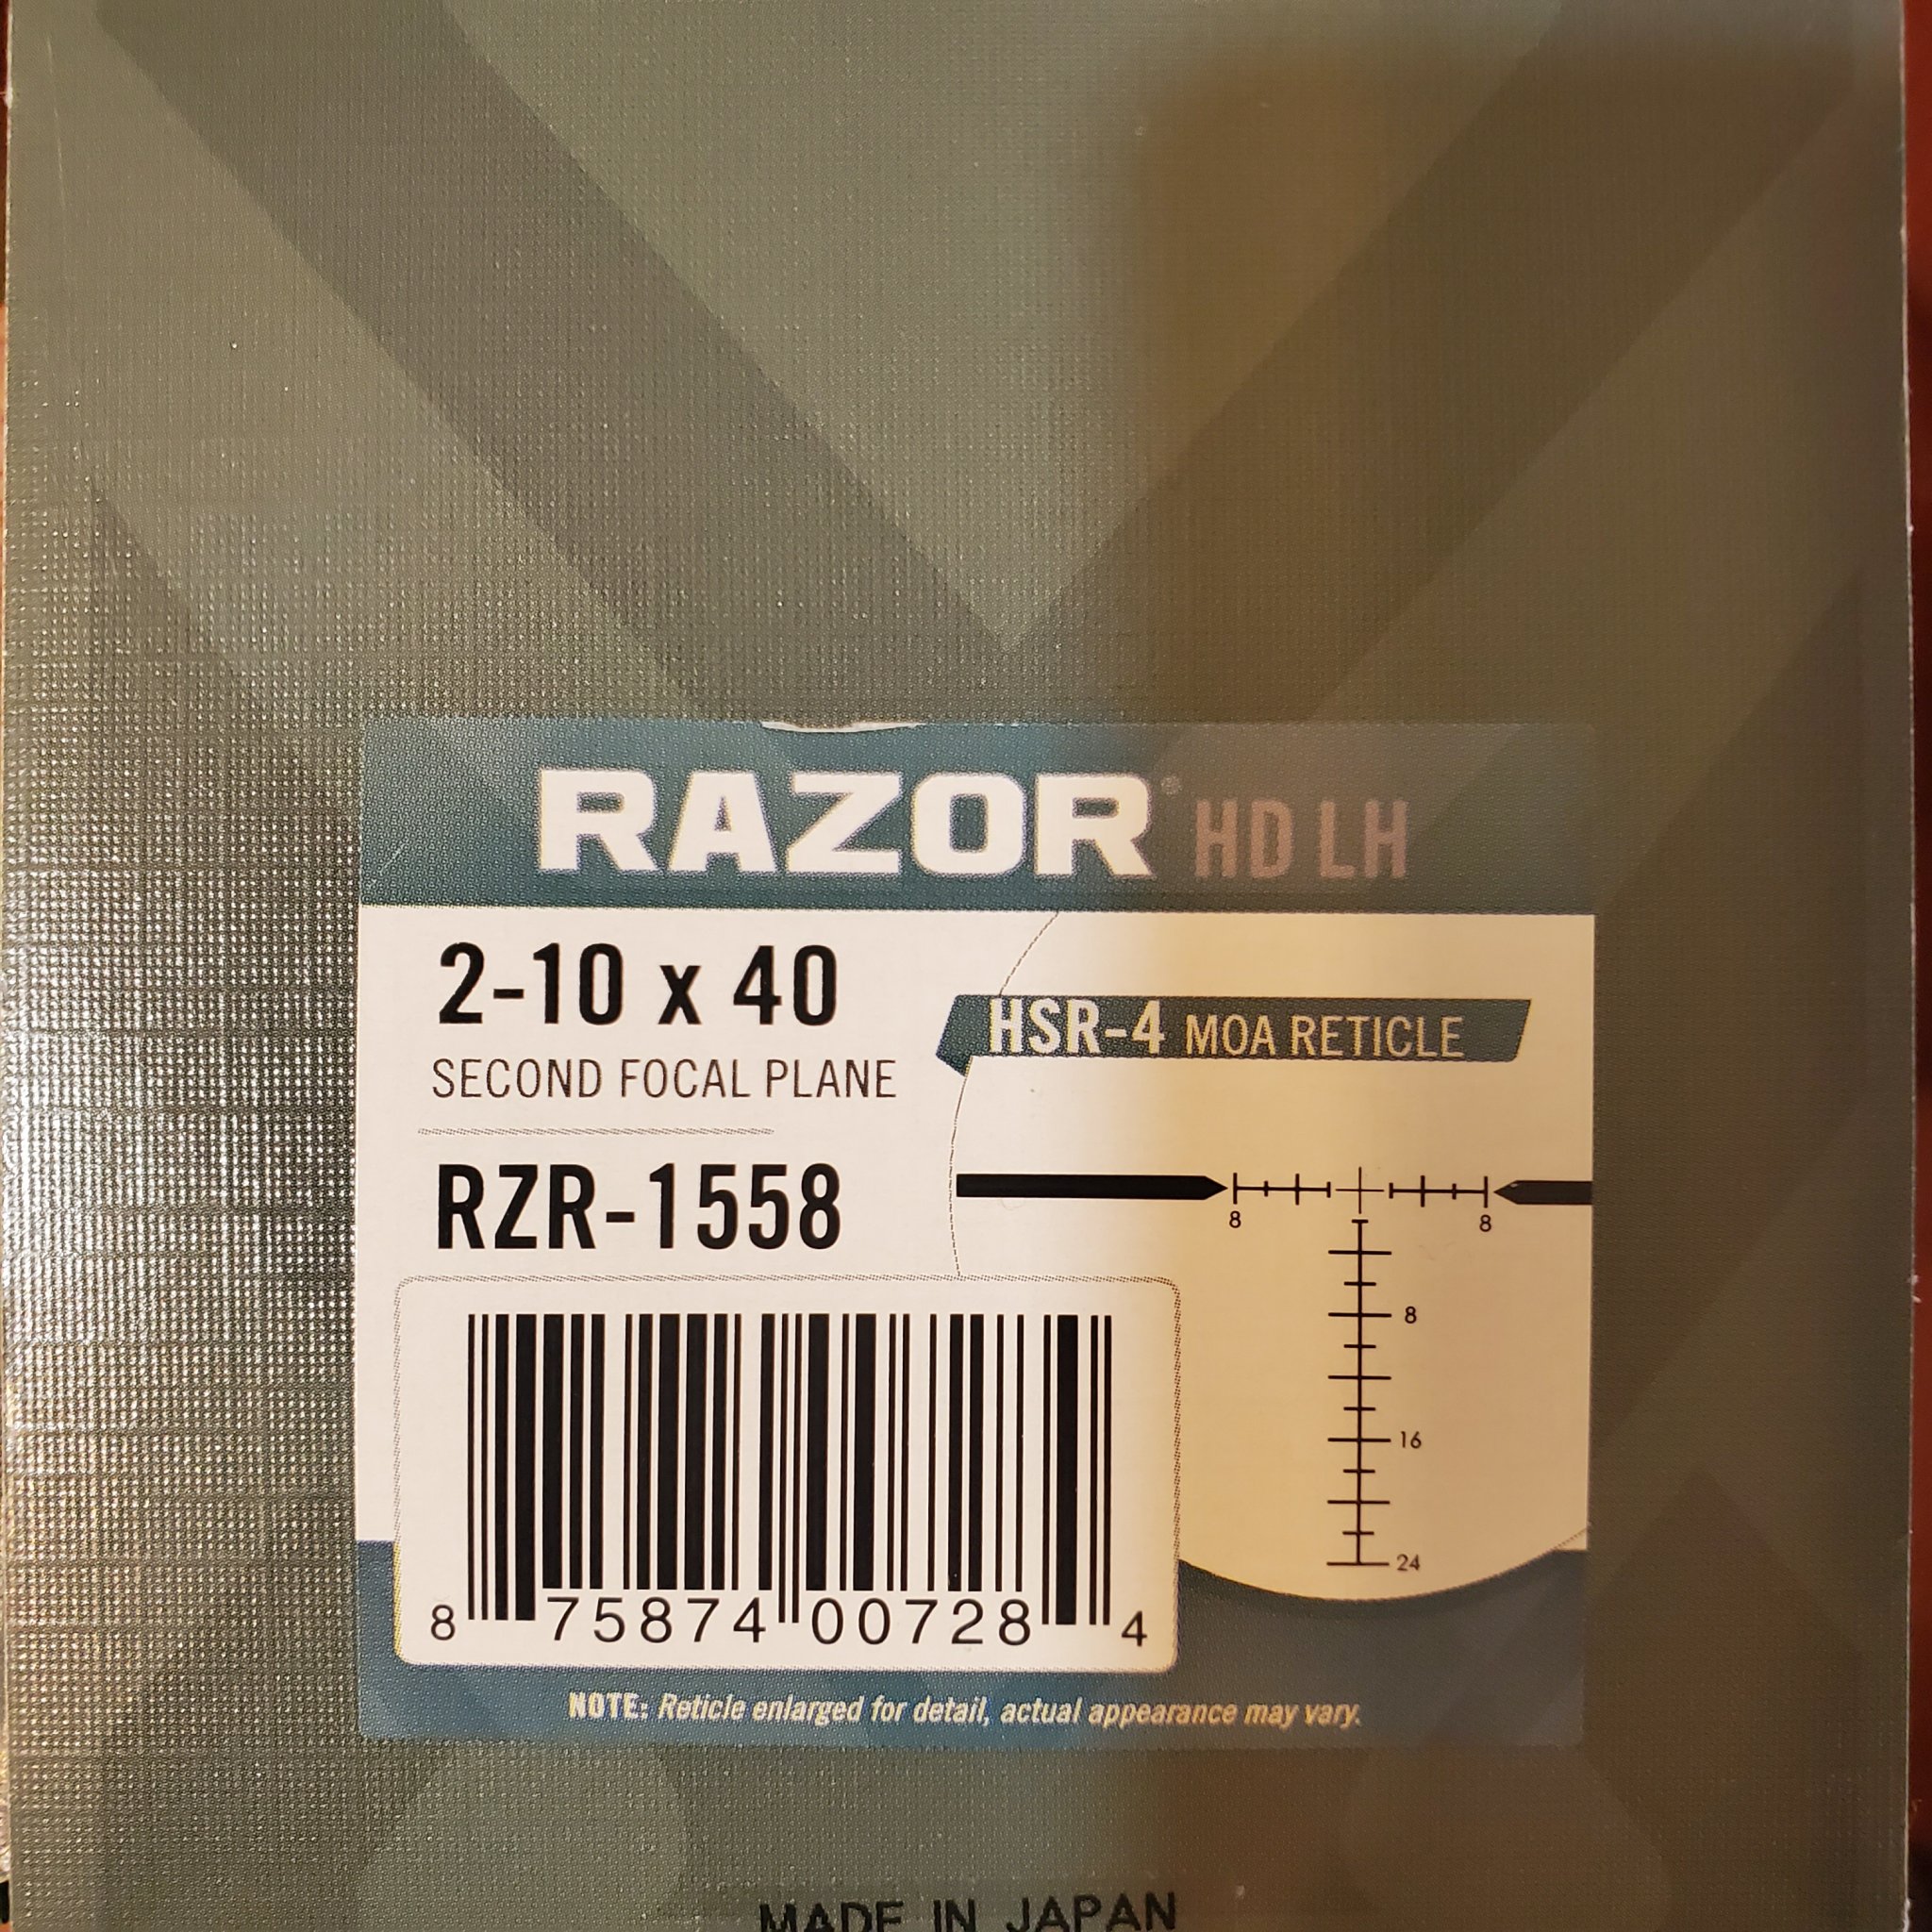 RAZOR® HD LH
2-10 x 40
SECOND FOCAL PLANE
HSR-4 MOA RETICLE
RZR-1558
8 8
8
16
24
8 75874 00728 4
NOTE: Reticle enlarged for detail, actual appearance may vary.
MADE IN JAPAN